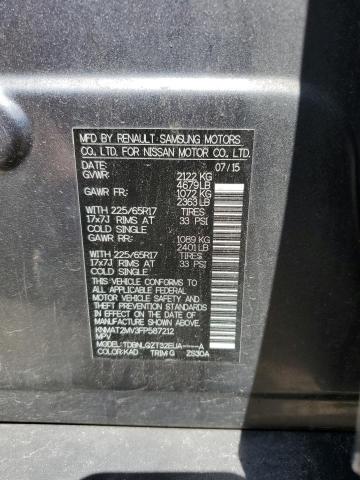 MFD BY RENAULT SAMSUNG MOTORS
CO., LTD. FOR NISSAN MOTOR CO., LTD.
DATE: 07/15
GVWR: 2122 KG
4679 LB
GAWR FR: 1072 KG
2363 LB
WITH 225/65R17 TIRES
17x7J RIMS AT 33 PSI
COLD SINGLE
GAWR RR: 1089 KG
2401 LB
WITH 225/65R17 TIRES
17x7J RIMS AT 33 PSI
COLD SINGLE
THIS VEHICLE CONFORMS TO
ALL APPLICABLE FEDERAL
MOTOR VEHICLE SAFETY
BUMPER, AND THEFT
PREVENTION STANDARDS
IN EFFECT ON THE DATE OF
MANUFACTURE SHOWN ABOVE.
KNMAT2MV3FP587212
MPV
MODEL: TDBNLQZT32EUA-----A
COLOR: KAD TRIM: G ZS30A